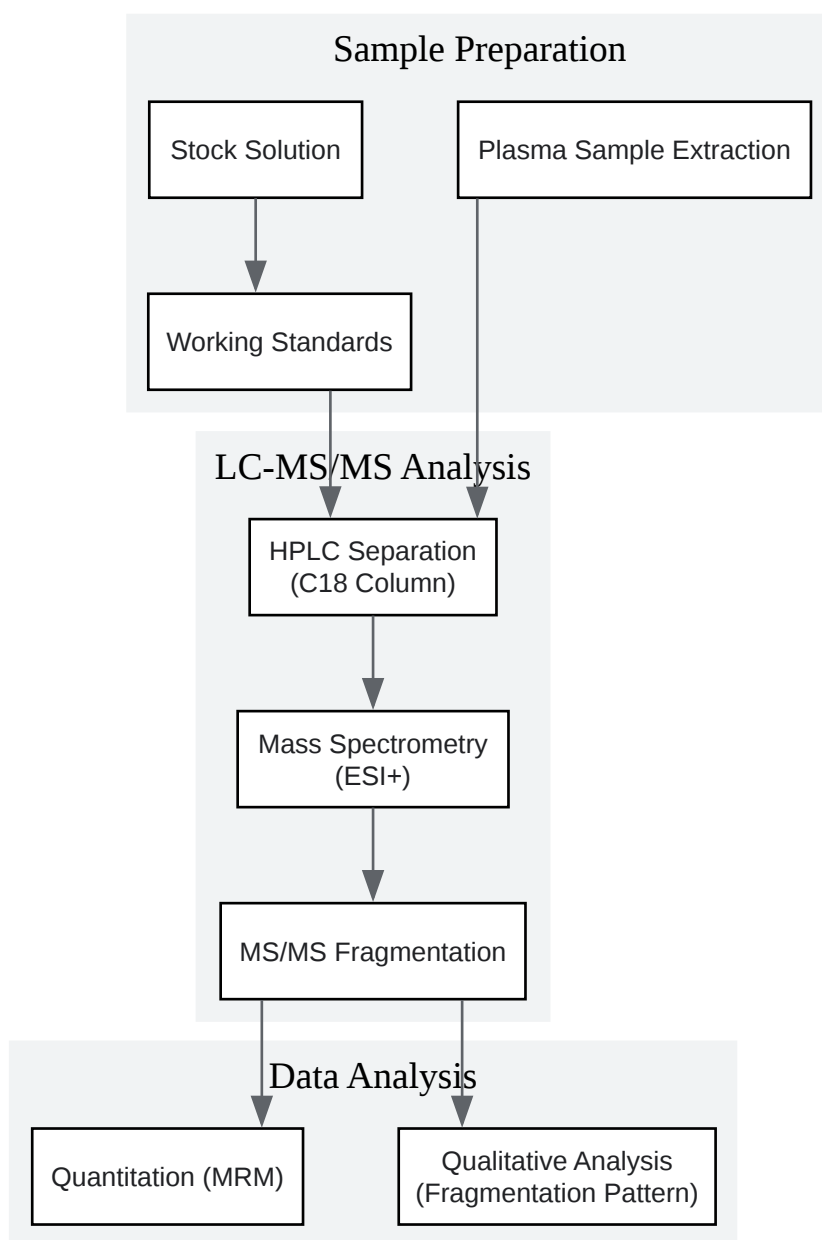 Sample Preparation
Stock Solution
Plasma Sample Extraction
Working Standards
LC-MS/MS Analysis
HPLC Separation
(C18 Column)
Mass Spectrometry
(ESI+)
MS/MS Fragmentation
Data Analysis
Quantitation (MRM)
Qualitative Analysis
(Fragmentation Pattern)